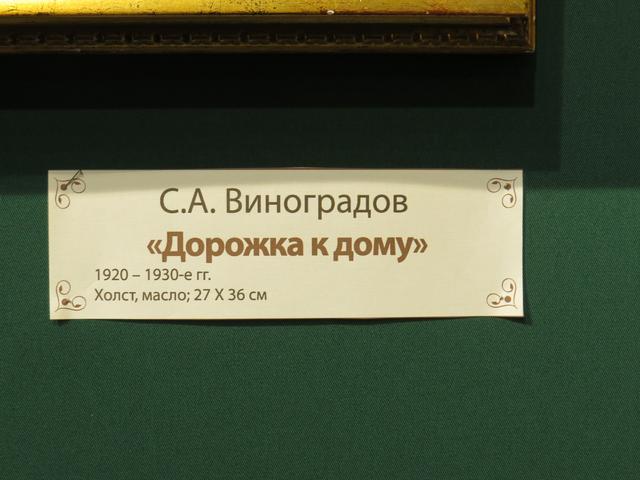 С.А. Виноградов
«Дорожка к дому»
1920 – 1930-е гг.
Холст, масло; 27 X 36 см